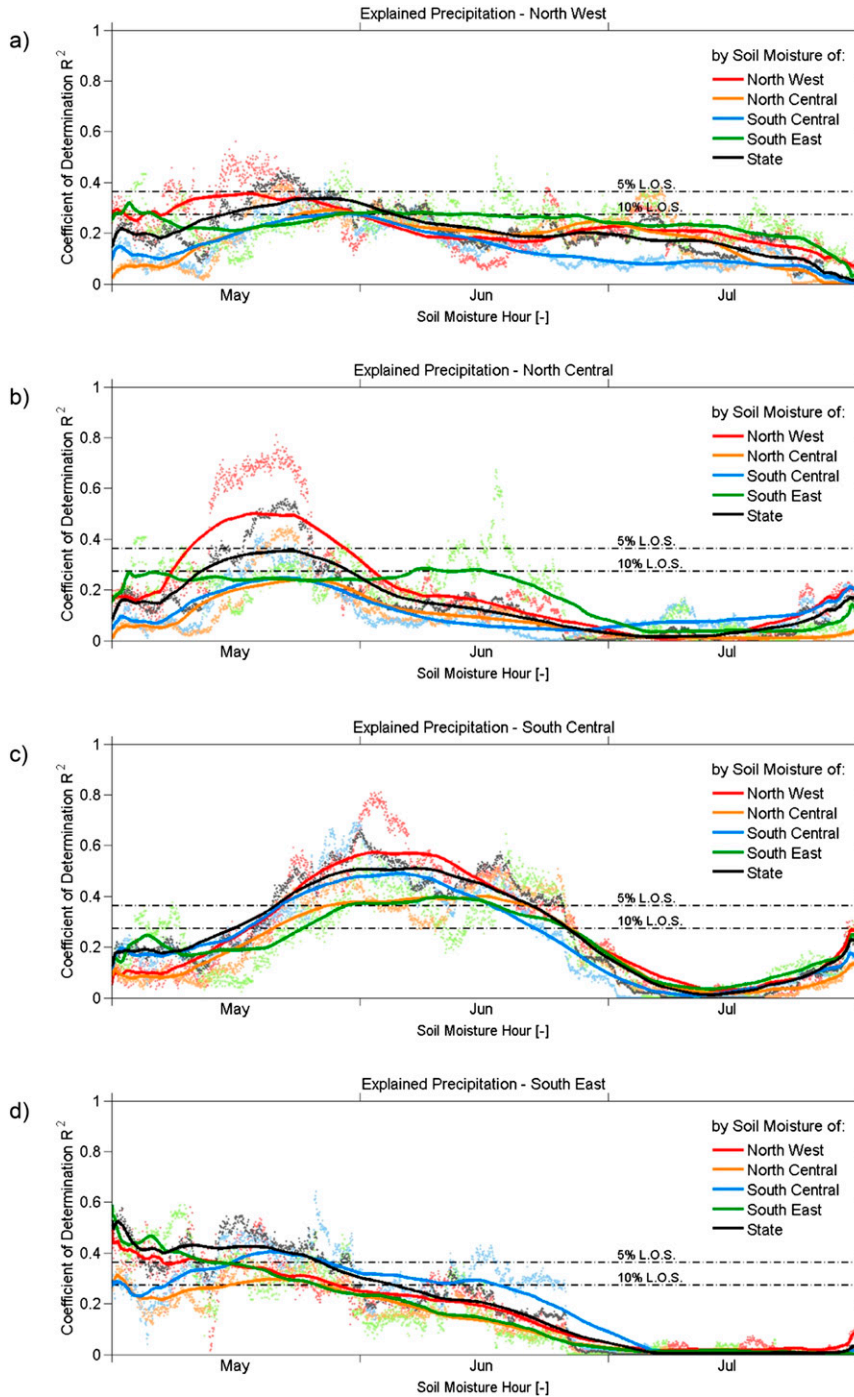 a)
Explained Precipitation - North West
Coefficient of Determination R 2
1
0.8
0.6
0.4
0.2
0
by Soil Moisture of:
North West
North Central
South Central
South East
State
5% L.O.S.
10% L.O.S.
May
Jun
Jul
Soil Moisture Hour [-]
b)
Explained Precipitation - North Central
Coefficient of Determination R 2
1
0.8
0.6
0.4
0.2
0
by Soil Moisture of:
North West
North Central
South Central
South East
State
5% L.O.S.
10% L.O.S.
May
Jun
Jul
Soil Moisture Hour [-]
c)
Explained Precipitation - South Central
Coefficient of Determination R 2
1
0.8
0.6
0.4
0.2
0
by Soil Moisture of:
North West
North Central
South Central
South East
State
5% L.O.S.
10% L.O.S.
May
Jun
Jul
Soil Moisture Hour [-]
d)
Explained Precipitation - South East
Coefficient of Determination R 2
1
0.8
0.6
0.4
0.2
0
by Soil Moisture of:
North West
North Central
South Central
South East
State
5% L.O.S.
10% L.O.S.
May
Jun
Jul
Soil Moisture Hour [-]